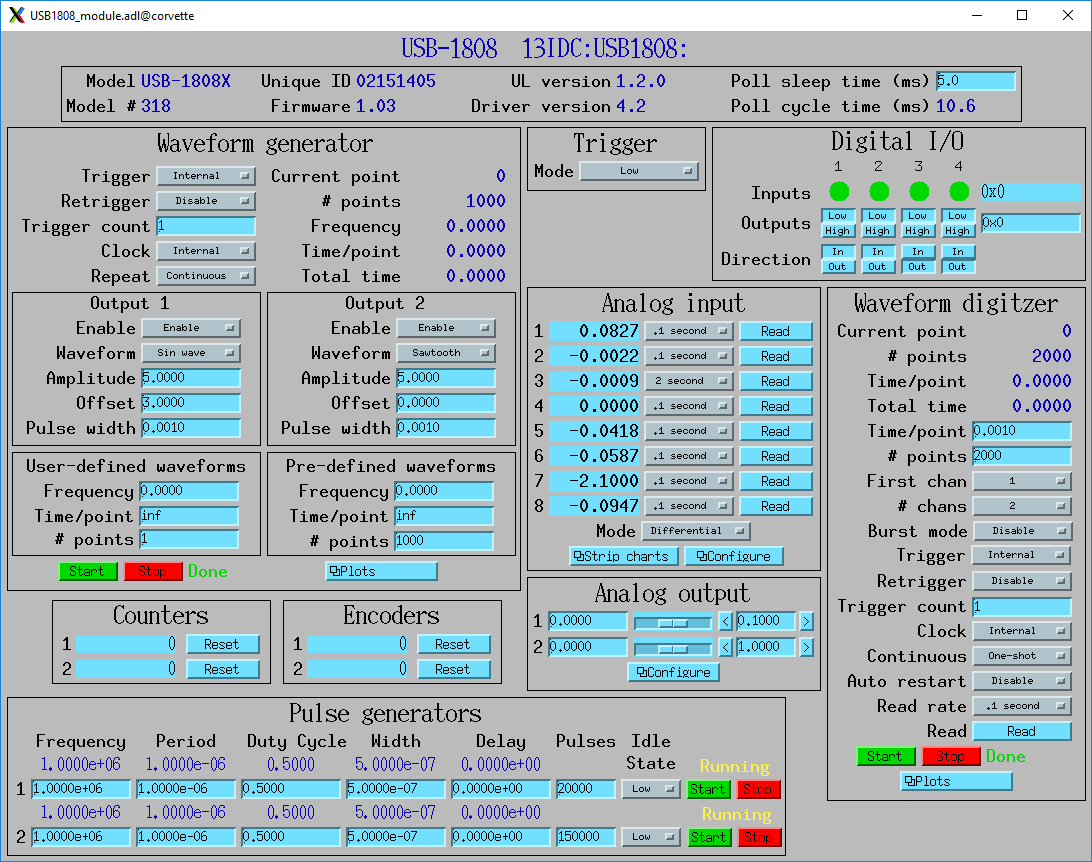 USB1808_module.adl@corvette
USB-1808 13IDC:USB1808:
Model USB-1808X Unique ID 02151405 UL version 1.2.0 Poll sleep time (ms) 5.0
Model # 318 Firmware 1.03 Driver version 4.2 Poll cycle time (ms) 10.6
Waveform generator
Trigger Internal Current point 0
Retrigger Disable # points 1000
Trigger count 1 Frequency 0.0000
Clock Internal Time/point 0.0000
Repeat Continuous Total time 0.0000
Output 1
Enable Enable
Waveform Sin wave
Amplitude 5.0000
Offset 3.0000
Pulse width 0.0010
Output 2
Enable Enable
Waveform Sawtooth
Amplitude 5.0000
Offset 0.0000
Pulse width 0.0010
User-defined waveforms
Frequency 0.0000
Time/point inf
# points 1
Pre-defined waveforms
Frequency 0.0000
Time/point inf
# points 1000
Start Stop Done Plots
Trigger
Mode Low
Digital I/O
1 2 3 4
Inputs 0x0
Outputs Low Low Low Low 0x0
High High High High
Direction In In In In
Out Out Out Out
Analog input
1 0.0827 .1 second Read
2 -0.0022 .1 second Read
3 -0.0009 2 second Read
4 0.0000 .1 second Read
5 -0.0418 .1 second Read
6 -0.0587 .1 second Read
7 -2.1000 .1 second Read
8 -0.0947 .1 second Read
Mode Differential
Strip charts Configure
Analog output
1 0.0000 < 0.1000 >
2 0.0000 < 1.0000 >
Configure
Waveform digitzer
Current point 0
# points 2000
Time/point 0.0000
Total time 0.0000
Time/point 0.0010
# points 2000
First chan 1
# chans 2
Burst mode Disable
Trigger Internal
Retrigger Disable
Trigger count 1
Clock Internal
Continuous One-shot
Auto restart Disable
Read rate .1 second
Read Read
Start Stop Done
Plots
Counters
1 0 Reset
2 0 Reset
Encoders
1 0 Reset
2 0 Reset
Pulse generators
Frequency Period Duty Cycle Width Delay Pulses Idle
State
1.0000e+06 1.0000e-06 0.5000 5.0000e-07 0.0000e+00 Running
1 1.0000e+06 1.0000e-06 0.5000 5.0000e-07 0.0000e+00 20000 Low Start Stop
1.0000e+06 1.0000e-06 0.5000 5.0000e-07 0.0000e+00 Running
2 1.0000e+06 1.0000e-06 0.5000 5.0000e-07 0.0000e+00 150000 Low Start Stop